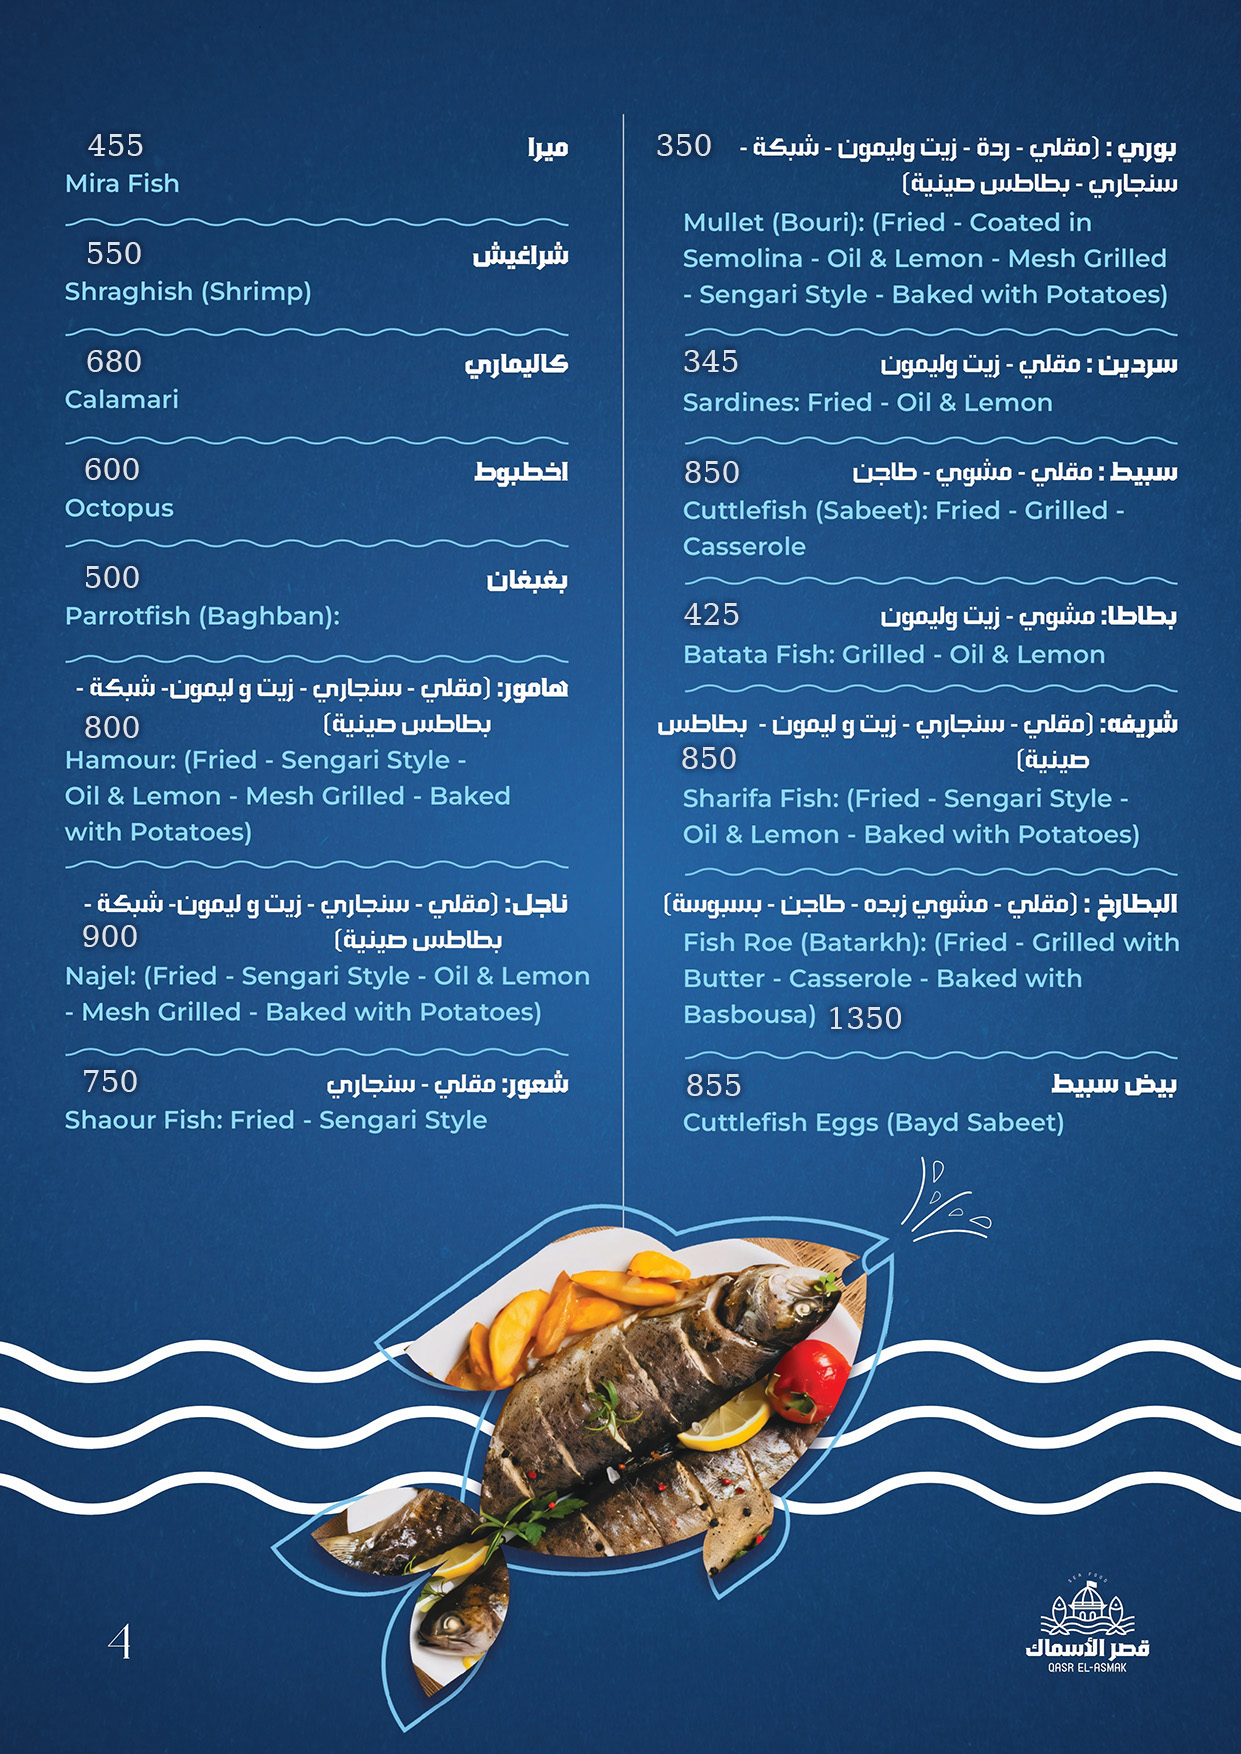 بوري : (مقلي - ردة - زيت وليمون - شبكة - 350
سنجاري - بطاطس صينية)
Mullet (Bouri): (Fried - Coated in
Semolina - Oil & Lemon - Mesh Grilled
- Sengari Style - Baked with Potatoes)
سردين : مقلي - زيت وليمون 345
Sardines: Fried - Oil & Lemon
سبيط : مقلي - مشوي - طاجن 850
Cuttlefish (Sabeet): Fried - Grilled -
Casserole
بطاطا: مشوي - زيت وليمون 425
Batata Fish: Grilled - Oil & Lemon
شريفه: (مقلي - سنجاري - زيت و ليمون - بطاطس
صينية) 850
Sharifa Fish: (Fried - Sengari Style -
Oil & Lemon - Baked with Potatoes)
البطارخ : (مقلي - مشوي زبده - طاجن - بسبوسة)
Fish Roe (Batarkh): (Fried - Grilled with
Butter - Casserole - Baked with
Basbousa) 1350
بيض سبيط 855
Cuttlefish Eggs (Bayd Sabeet)
ميرا 455
Mira Fish
شراغيش 550
Shraghish (Shrimp)
كاليماري 680
Calamari
اخطبوط 600
Octopus
بغبغان 500
Parrotfish (Baghban):
هامور: (مقلي - سنجاري - زيت و ليمون- شبكة -
بطاطس صينية) 800
Hamour: (Fried - Sengari Style -
Oil & Lemon - Mesh Grilled - Baked
with Potatoes)
ناجل: (مقلي - سنجاري - زيت و ليمون- شبكة -
بطاطس صينية) 900
Najel: (Fried - Sengari Style - Oil & Lemon
- Mesh Grilled - Baked with Potatoes)
شعور: مقلي - سنجاري 750
Shaour Fish: Fried - Sengari Style
4
SEA FOOD
قصر الأسماك
QASR EL-ASMAK